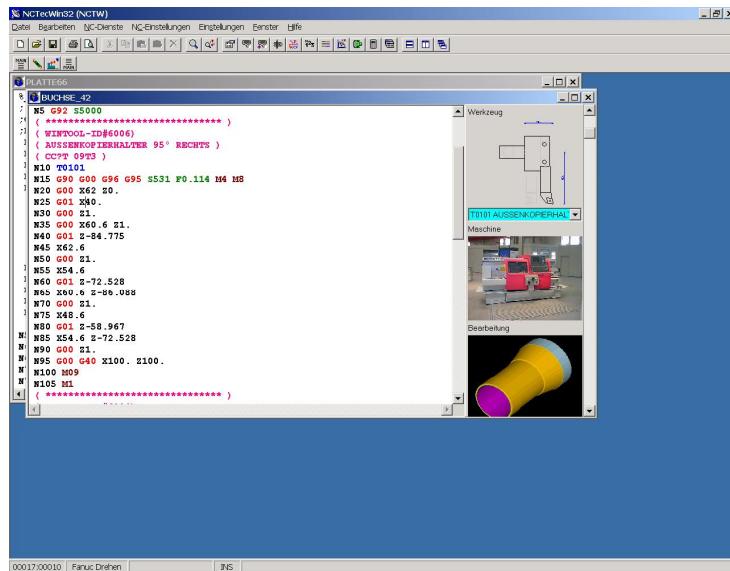 NCTecWin32 (NCTW)
Datei Bearbeiten NC-Dienste NC-Einstellungen Einstellungen Fenster Hilfe
MAIN
MAIN
PLATTE66
BUCHSE_42
N5 G92 S5000
( ****************************** )
( WINTOOL-ID#6006)
( AUSSENKOPIERHALTER 95° RECHTS )
( CC?T 09T3 )
N10 T0101
N15 G90 G00 G96 G95 S531 F0.114 M4 M8
N20 G00 X62 Z0.
N25 G01 X40.
N30 G00 Z1.
N35 G00 X60.6 Z1.
N40 G01 Z-84.775
N45 X62.6
N50 G00 Z1.
N55 X54.6
N60 G01 Z-72.528
N65 X60.6 Z-86.088
N70 G00 Z1.
N75 X48.6
N80 G01 Z-58.967
N85 X54.6 Z-72.528
N90 G00 Z1.
N95 G00 G40 X100. Z100.
N100 M09
N105 M1
( ****************************** )
Werkzeug
T0101 AUSSENKOPIERHAL
Maschine
Bearbeitung
00017:00010 Fanuc Drehen INS